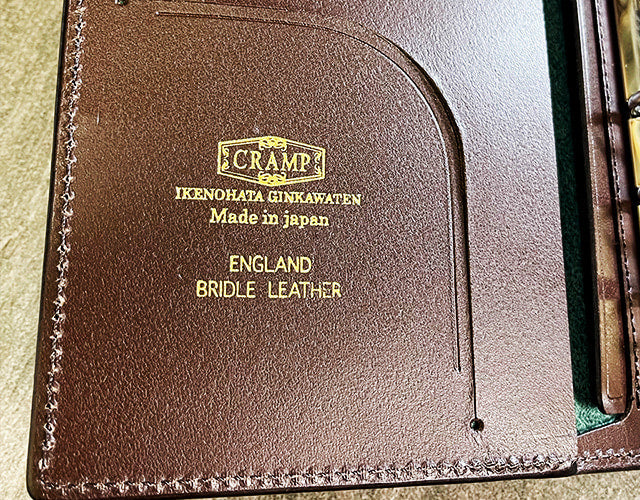 CRAMP
IKENOHATA GINKAWATEN
Made in japan
ENGLAND
BRIDLE LEATHER